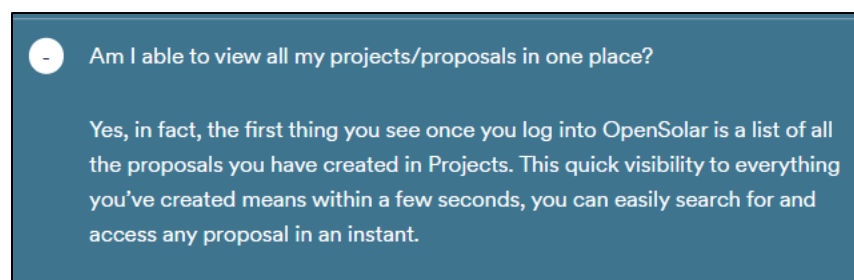 - Am I able to view all my projects/proposals in one place?
Yes, in fact, the first thing you see once you log into OpenSolar is a list of all
the proposals you have created in Projects. This quick visibility to everything
you’ve created means within a few seconds, you can easily search for and
access any proposal in an instant.